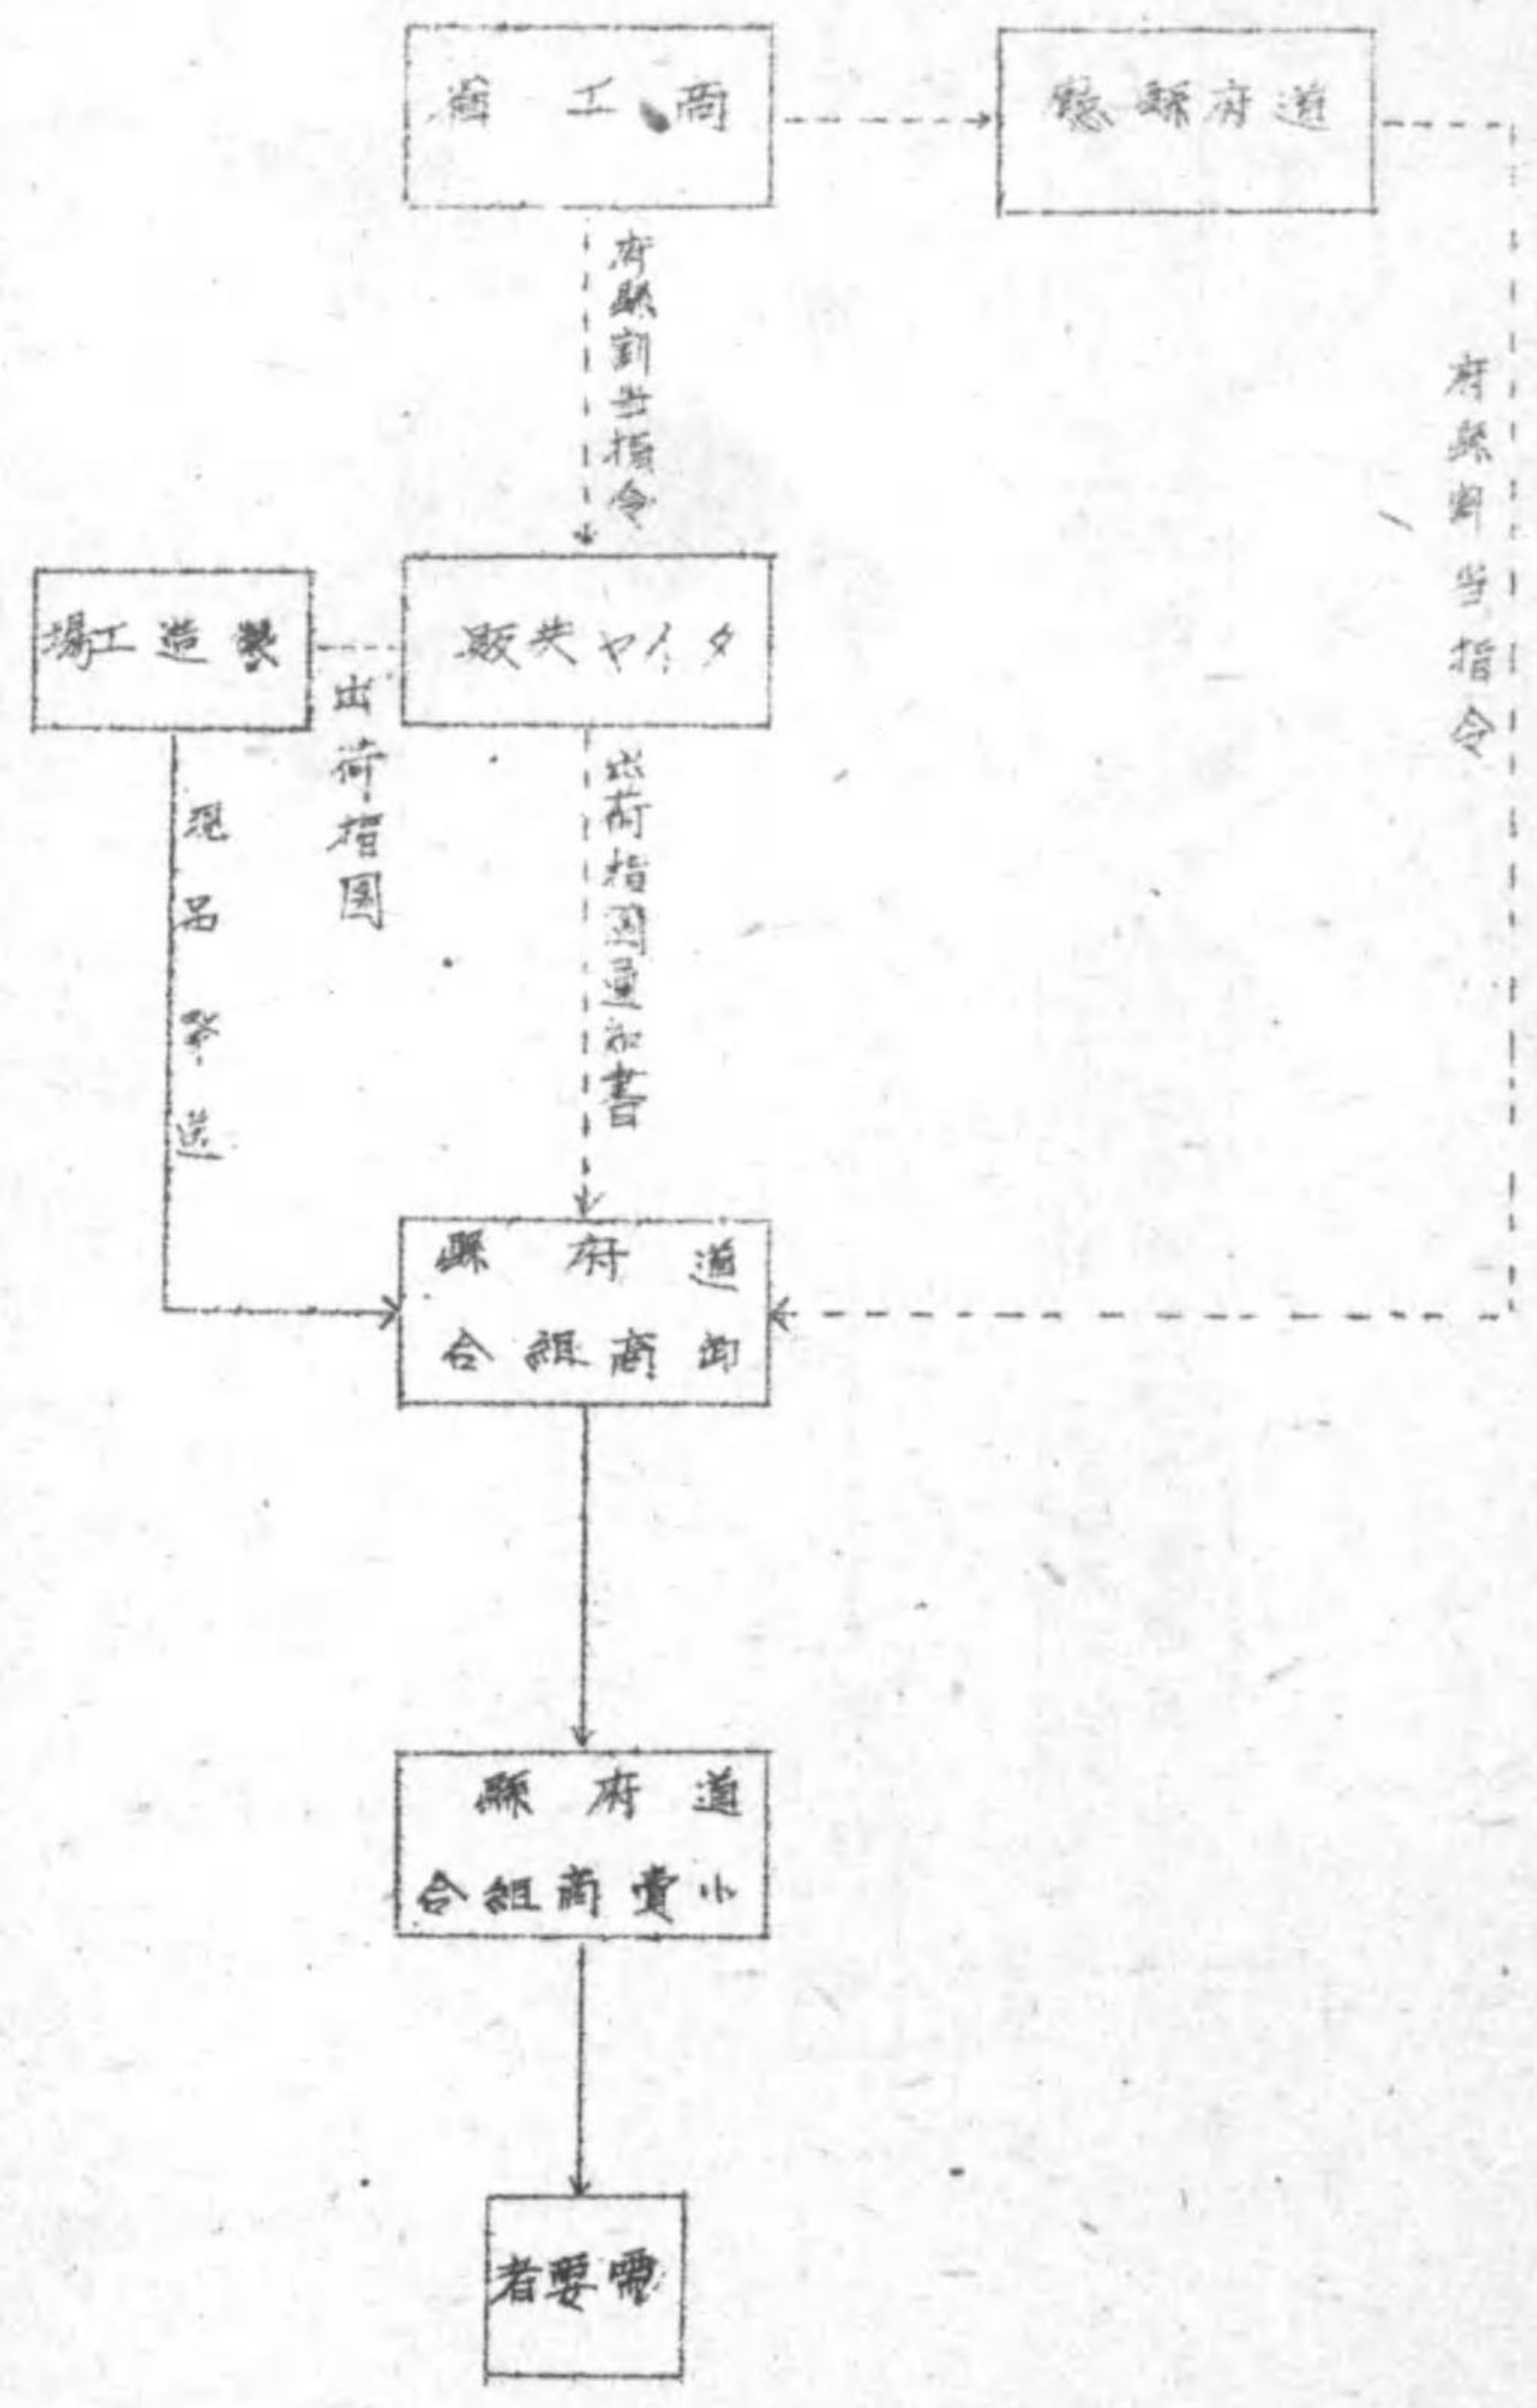 商工省
道府縣廳
府縣割当指令
府縣割当指令
タイヤ共販
製造工場
出荷指図
出荷指図通知書
現品発送
道府縣
卸商組合
道府縣
小賣商組合
需要者